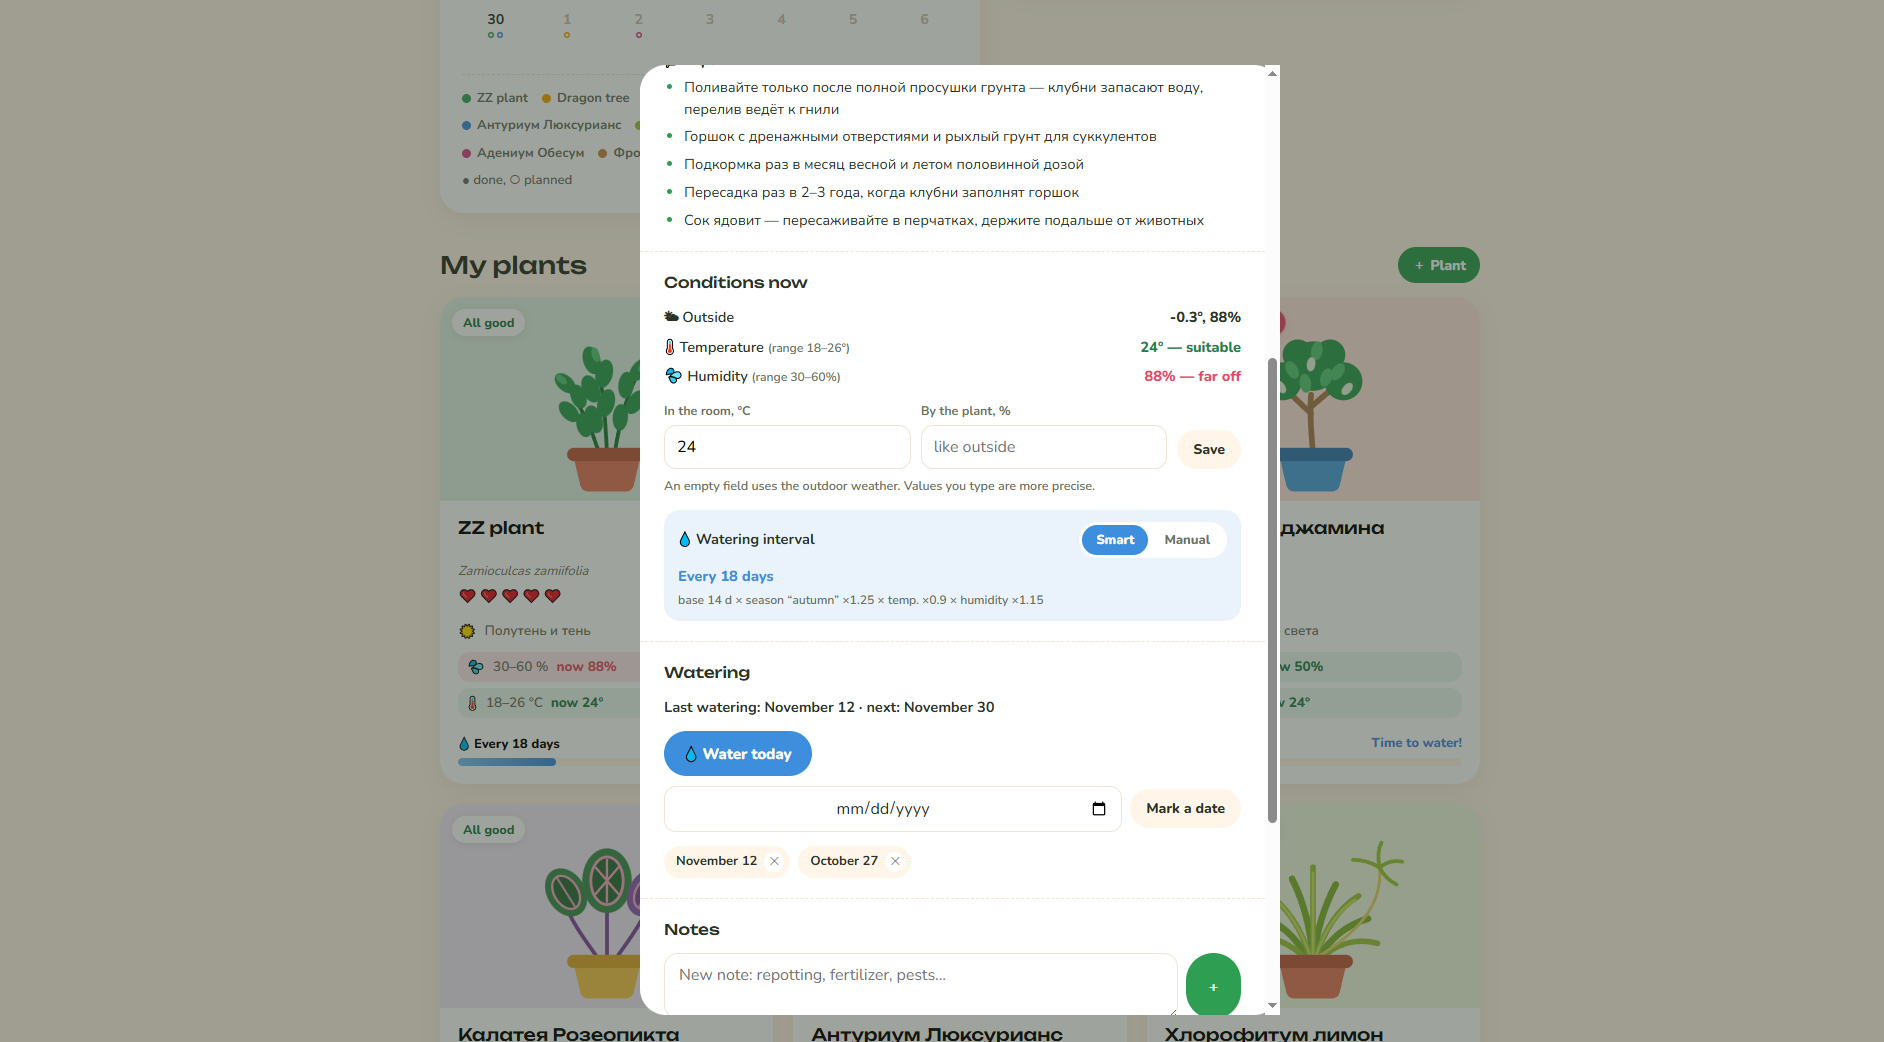 30 1 2 3 4 5 6
ZZ plant Dragon tree
Антуриум Люксурианс
Адениум Обесум Фро
● done, ○ planned
My plants
+ Plant
All good
ZZ plant
Zamioculcas zamiifolia
Полутень и тень
30–60 % now 88%
18–26 °C now 24°
Every 18 days
All good
Калатея Розеопикта
Поливайте только после полной просушки грунта — клубни запасают воду,
перелив ведёт к гнили
Горшок с дренажными отверстиями и рыхлый грунт для суккулентов
Подкормка раз в месяц весной и летом половинной дозой
Пересадка раз в 2–3 года, когда клубни заполнят горшок
Сок ядовит — пересаживайте в перчатках, держите подальше от животных
Conditions now
Outside -0.3°, 88%
Temperature (range 18–26°) 24° — suitable
Humidity (range 30–60%) 88% — far off
In the room, °C By the plant, %
24 like outside Save
An empty field uses the outdoor weather. Values you type are more precise.
Watering interval Smart Manual
Every 18 days
base 14 d × season “autumn” ×1.25 × temp. ×0.9 × humidity ×1.15
Watering
Last watering: November 12 · next: November 30
Water today
mm/dd/yyyy Mark a date
November 12 × October 27 ×
Notes
New note: repotting, fertilizer, pests...
+
Антуриум Люксурианс
джамина
света
w 50%
24°
Time to water!
Хлорофитум лимон